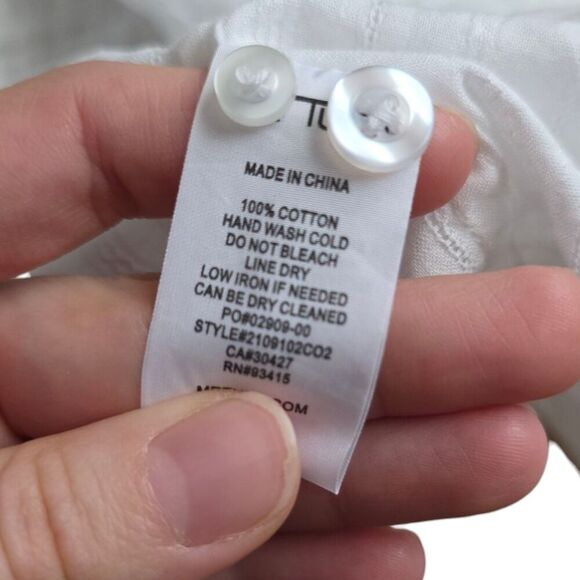 MADE IN CHINA
100% COTTON
HAND WASH COLD
DO NOT BLEACH
LINE DRY
LOW IRON IF NEEDED
CAN BE DRY CLEANED
PO#02909-00
STYLE#2109102CO2
CA#30427
RN#93415